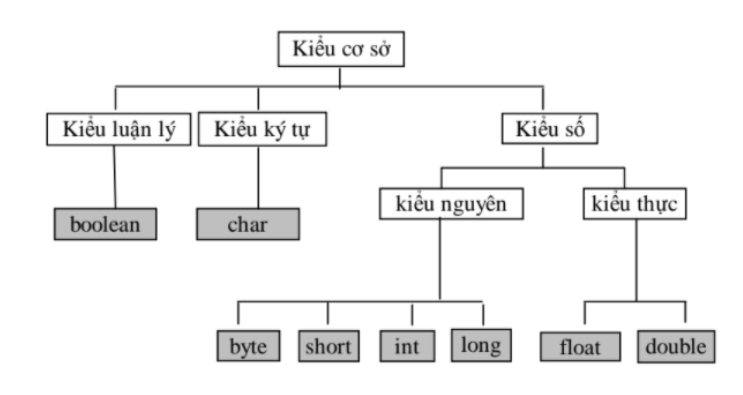 Kiểu cơ sở
Kiểu luận lý
Kiểu ký tự
Kiểu số
boolean
char
kiểu nguyên
kiểu thực
byte
short
int
long
float
double